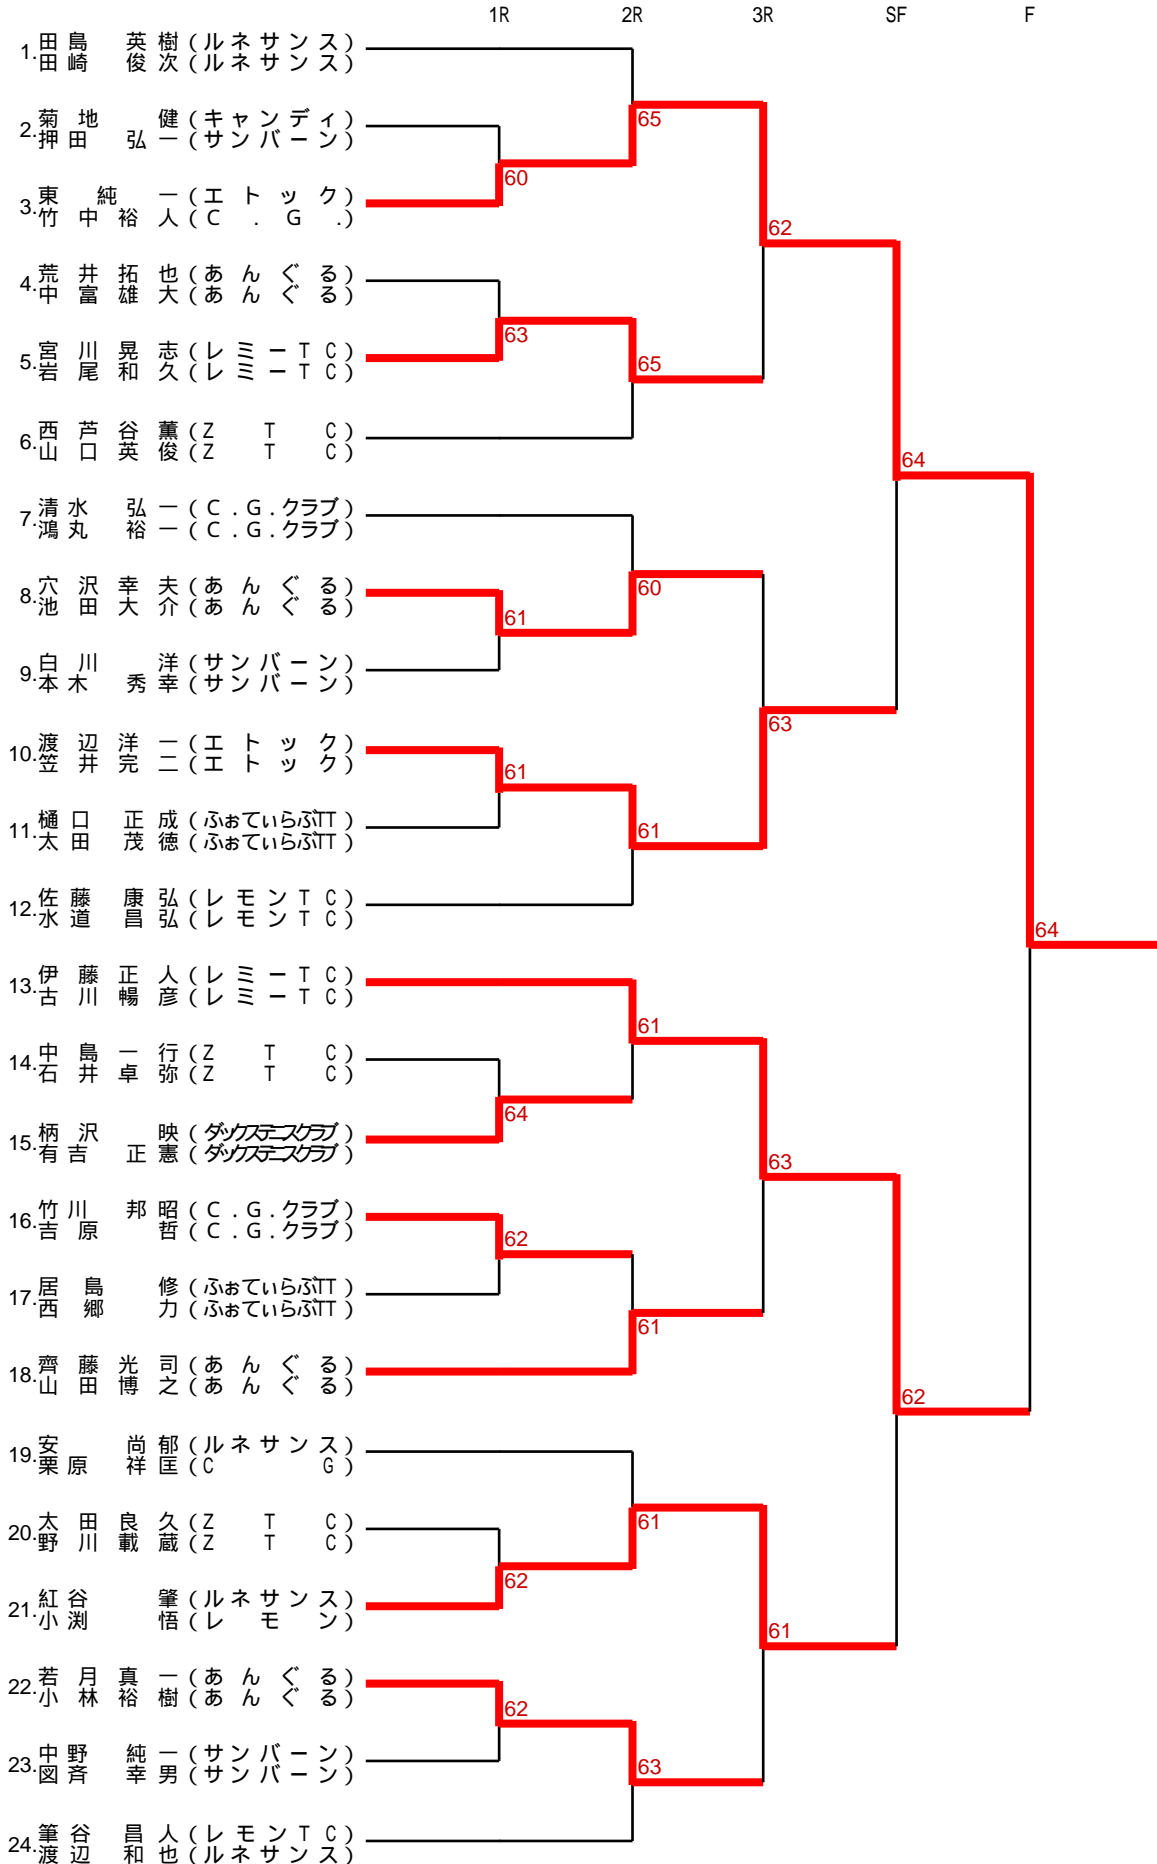 1R 2R 3R SF F
1. 田島 英樹 (ルネサンス)
田崎 俊次 (ルネサンス)
65
2. 菊地 健 (キャンディ)
押田 弘一 (サンバーン)
60
3. 東 純一 (エトック)
竹中裕人 (C.G.)
62
4. 荒井拓也 (あんぐる)
中富雄大 (あんぐる)
63
5. 宮川晃志 (レミーTC)
岩尾和久 (レミーTC)
65
6. 西芦谷薫 (ZTC)
山口英俊 (ZTC)
64
7. 清水 弘一 (C.G.クラブ)
鴻丸 裕一 (C.G.クラブ)
60
8. 穴沢幸夫 (あんぐる)
池田大介 (あんぐる)
61
9. 白川 洋 (サンバーン)
本木 秀幸 (サンバーン)
63
10. 渡辺洋一 (エトック)
笠井完二 (エトック)
61
11. 樋口 正成 (ふぉてぃらぶTT)
太田 茂徳 (ふぉてぃらぶTT)
61
12. 佐藤 康弘 (レモンTC)
水道 昌弘 (レモンTC)
64
13. 伊藤正人 (レミーTC)
古川暢彦 (レミーTC)
61
14. 中島一行 (ZTC)
石井卓弥 (ZTC)
64
15. 柄沢 映 (ダックステニスクラブ)
有吉 正憲 (ダックステニスクラブ)
63
16. 竹川 邦昭 (C.G.クラブ)
吉原 哲 (C.G.クラブ)
62
17. 居島 修 (ふぉてぃらぶTT)
西郷 力 (ふぉてぃらぶTT)
61
18. 齊藤光司 (あんぐる)
山田博之 (あんぐる)
62
19. 安 尚郁 (ルネサンス)
栗原 祥匡 (CG)
61
20. 太田良久 (ZTC)
野川載蔵 (ZTC)
62
21. 紅谷 肇 (ルネサンス)
小渕 悟 (レモン)
61
22. 若月真一 (あんぐる)
小林裕樹 (あんぐる)
62
23. 中野 純一 (サンバーン)
図斉 幸男 (サンバーン)
63
24. 筆谷 昌人 (レモンTC)
渡辺 和也 (ルネサンス)